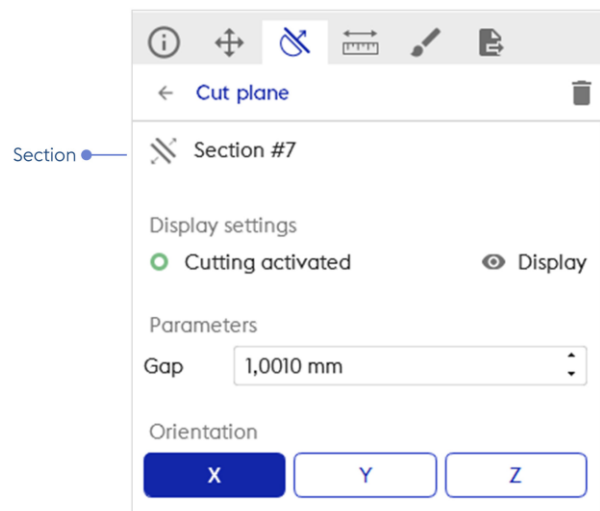 Cut plane
Section
Section #7
Display settings
Cutting activated
Display
Parameters
Gap
1,0010 mm
Orientation
X
Y
Z